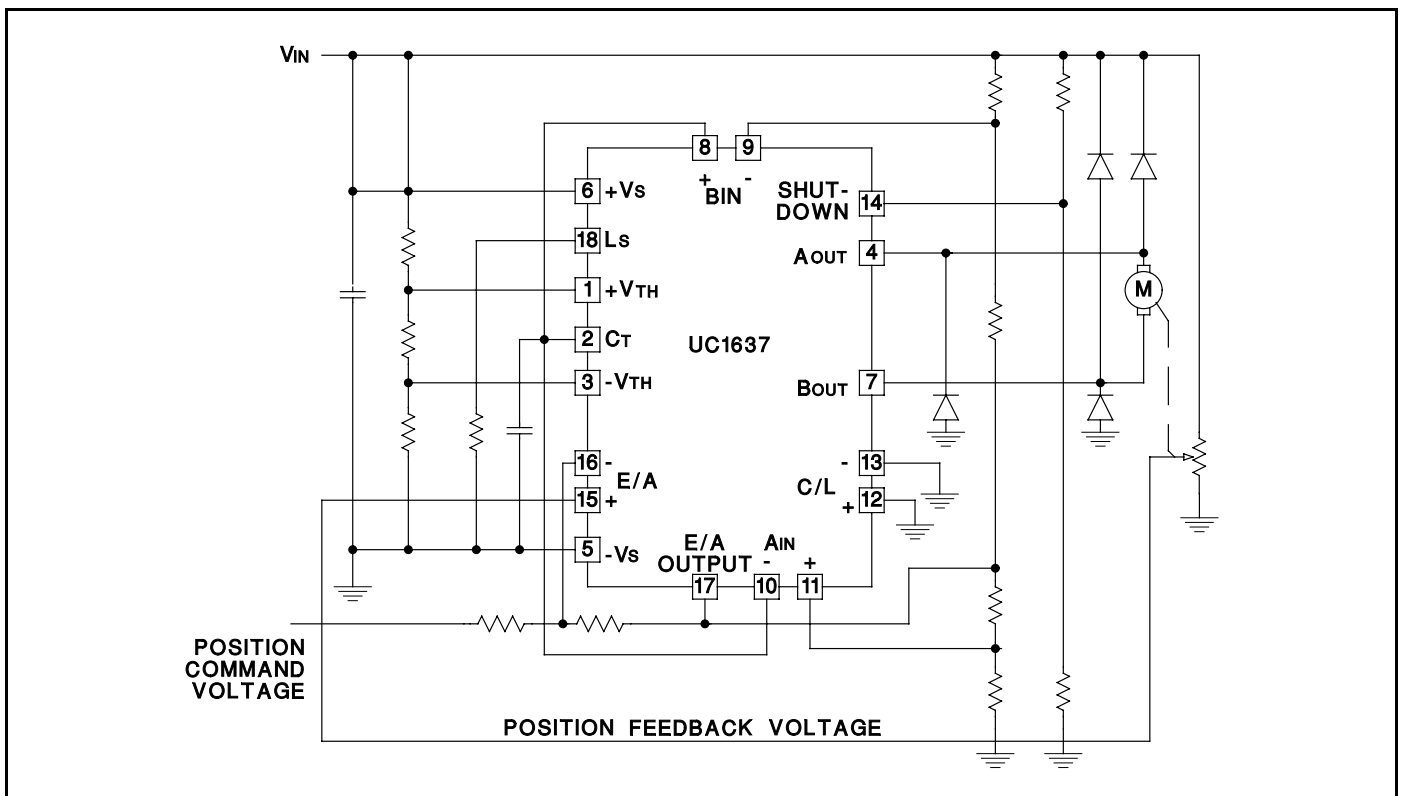 VIN
8 9
+ -
BIN
6 +VS
SHUT-
DOWN 14
18 LS
AOUT 4
1 +VTH
M
2 CT
UC1637
3 -VTH
BOUT 7
16 -
E/A
15 +
- 13
C/L
+ 12
5 -VS
E/A
OUTPUT
AIN
- +
17 10 11
POSITION
COMMAND
VOLTAGE
POSITION FEEDBACK VOLTAGE